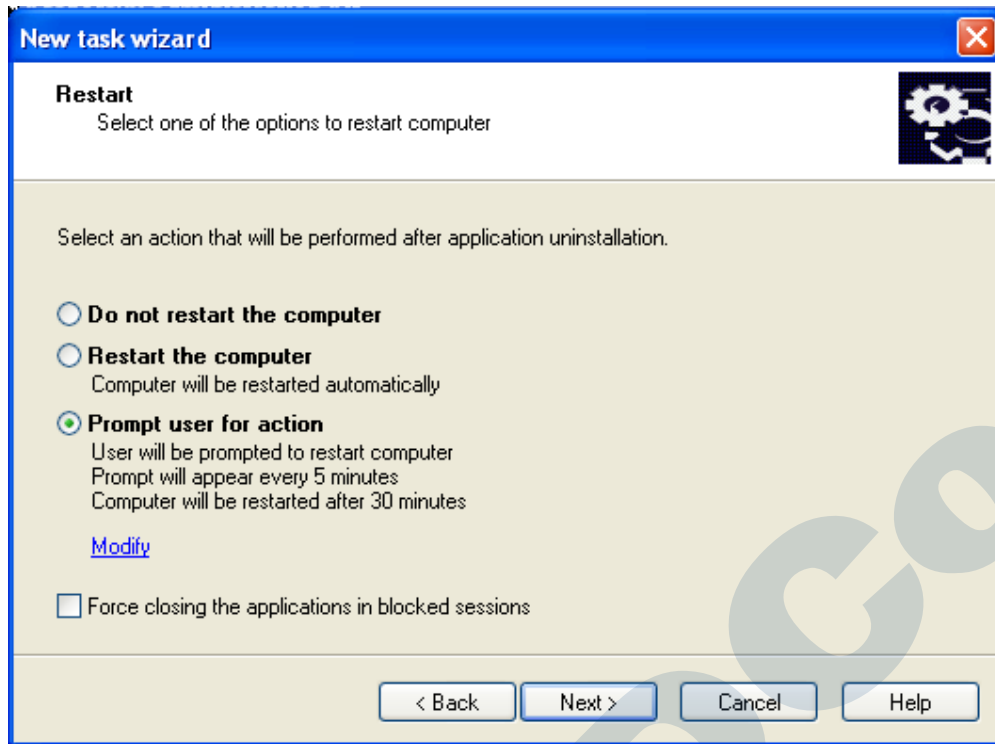 New task wizard
Restart
Select one of the options to restart computer
Select an action that will be performed after application uninstallation.
Do not restart the computer
Restart the computer
Computer will be restarted automatically
Prompt user for action
User will be prompted to restart computer
Prompt will appear every 5 minutes
Computer will be restarted after 30 minutes
Modify
Force closing the applications in blocked sessions
< Back Next > Cancel Help